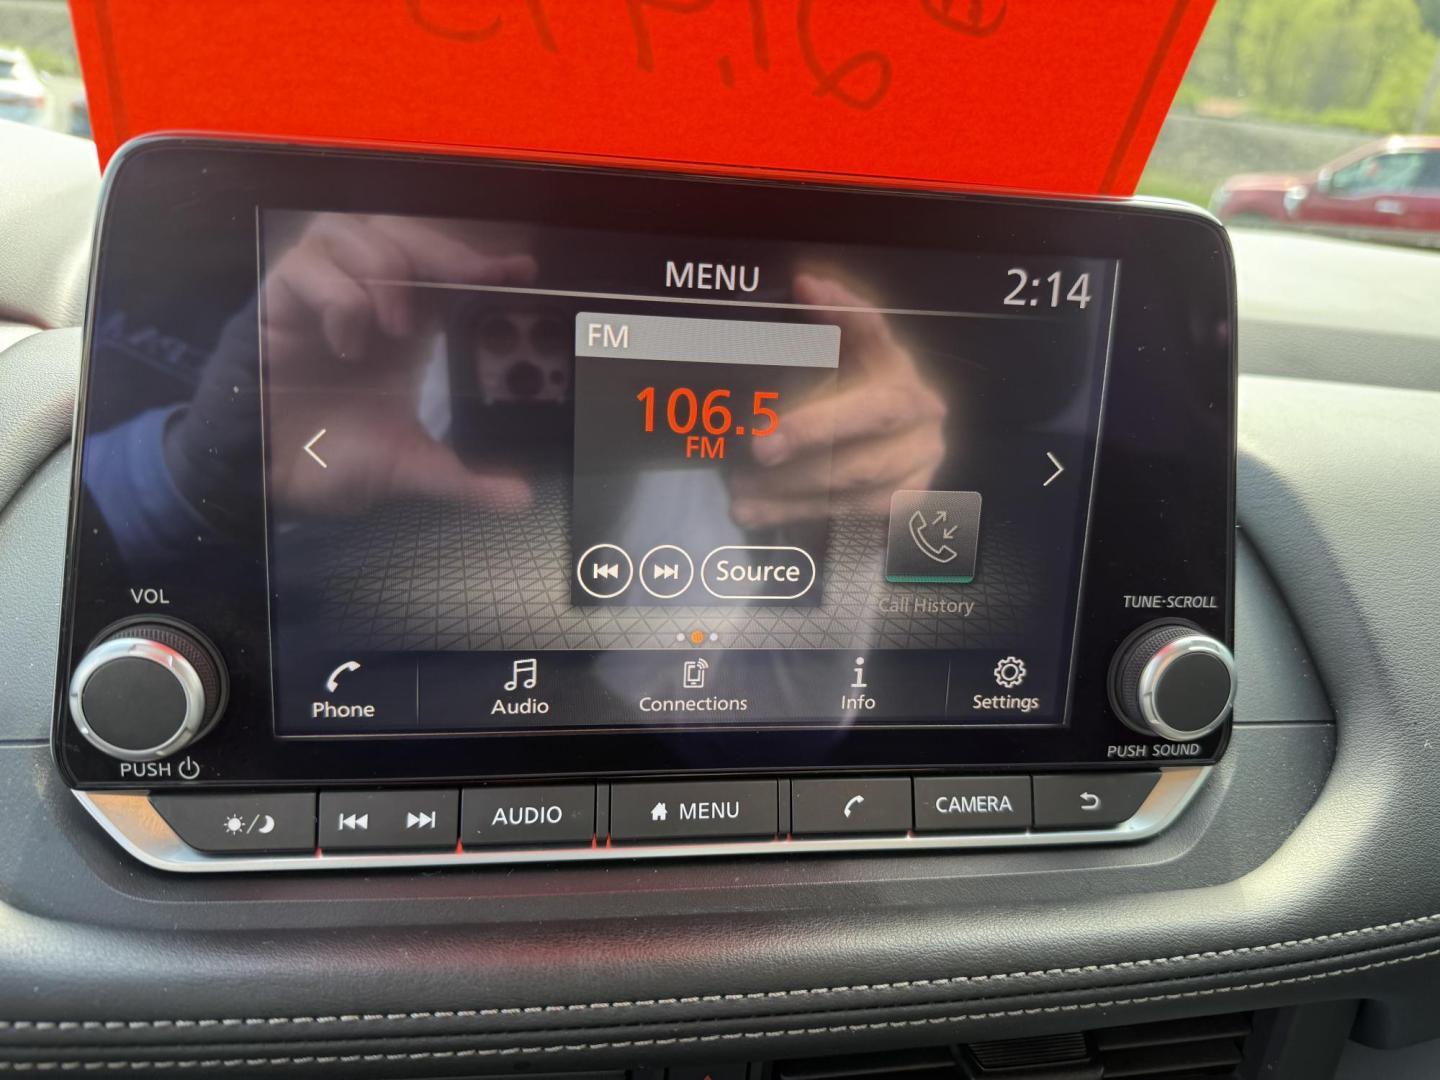 MENU
2:14
FM
106.5
FM
Source
Call History
VOL
TUNE·SCROLL
Phone
Audio
Connections
Info
Settings
PUSH
PUSH SOUND
AUDIO
MENU
CAMERA